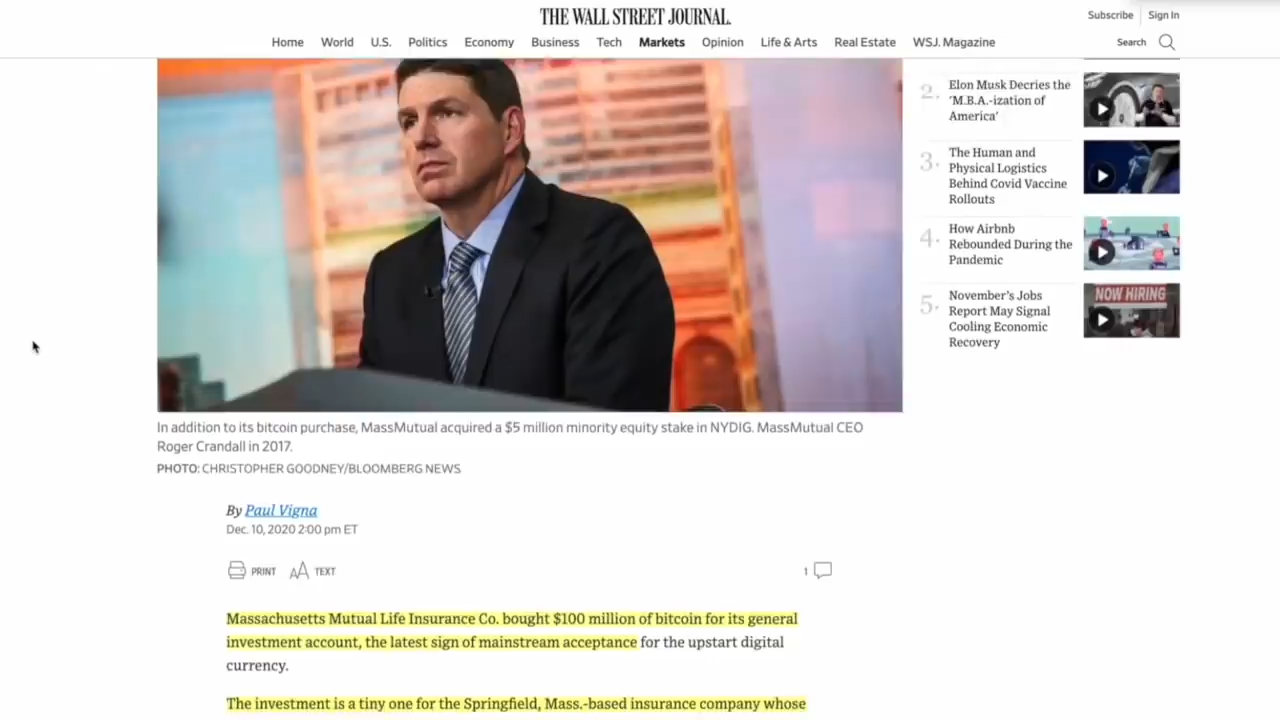 THE WALL STREET JOURNAL.
Subscribe Sign In
Home World U.S. Politics Economy Business Tech Markets Opinion Life & Arts Real Estate WSJ. Magazine Search
2. Elon Musk Decries the
'M.B.A.-ization of
America'
3. The Human and
Physical Logistics
Behind Covid Vaccine
Rollouts
4. How Airbnb
Rebounded During the
Pandemic
5. November's Jobs
Report May Signal
Cooling Economic
Recovery
NOW HIRING
In addition to its bitcoin purchase, MassMutual acquired a $5 million minority equity stake in NYDIG. MassMutual CEO
Roger Crandall in 2017.
PHOTO: CHRISTOPHER GOODNEY/BLOOMBERG NEWS
By Paul Vigna
Dec. 10, 2020 2:00 pm ET
PRINT AA TEXT
1
Massachusetts Mutual Life Insurance Co. bought $100 million of bitcoin for its general
investment account, the latest sign of mainstream acceptance for the upstart digital
currency.
The investment is a tiny one for the Springfield, Mass.-based insurance company whose